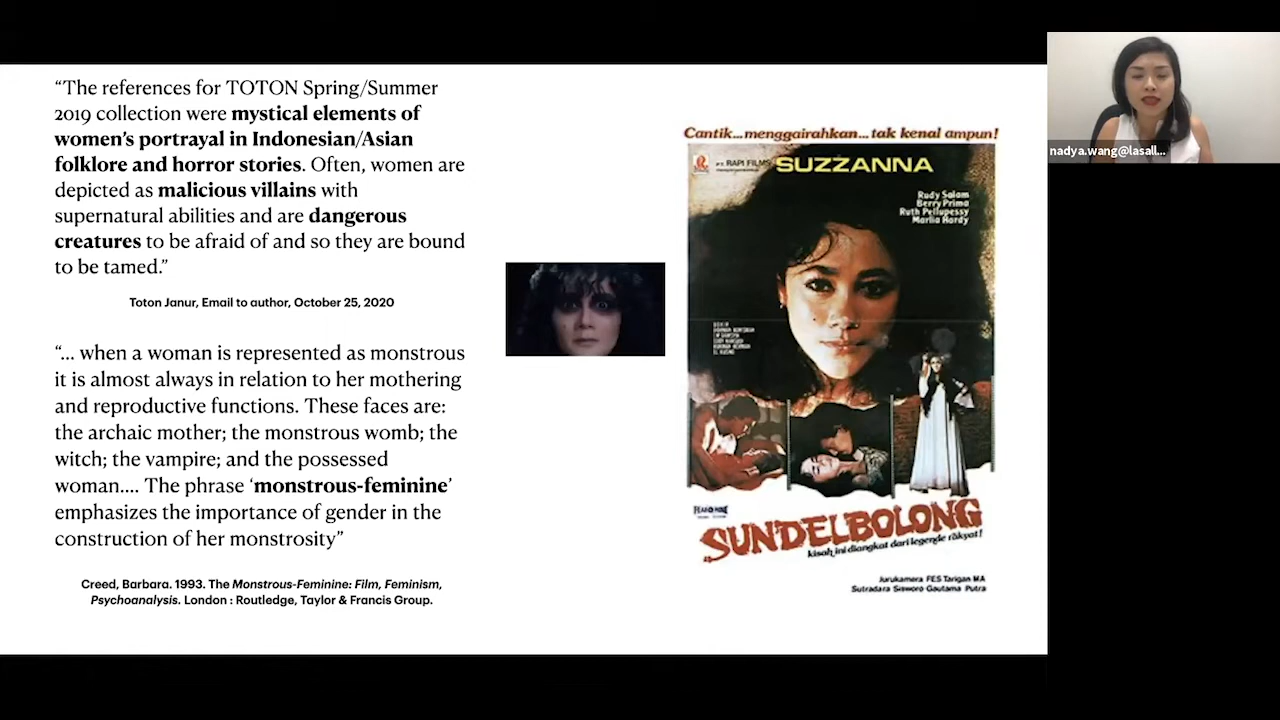 “The references for TOTON Spring/Summer
2019 collection were mystical elements of
women’s portrayal in Indonesian/Asian
folklore and horror stories. Often, women are
depicted as malicious villains with
supernatural abilities and are dangerous
creatures to be afraid of and so they are bound
to be tamed.”
Toton Janur, Email to author, October 25, 2020
“... when a woman is represented as monstrous
it is almost always in relation to her mothering
and reproductive functions. These faces are:
the archaic mother; the monstrous womb; the
witch; the vampire; and the possessed
woman.... The phrase ‘monstrous-feminine’
emphasizes the importance of gender in the
construction of her monstrosity”
Creed, Barbara. 1993. The Monstrous-Feminine: Film, Feminism,
Psychoanalysis. London : Routledge, Taylor & Francis Group.
Cantik...menggairahkan...tak kenal ampun!
PT. RAPI FILMS
SUZZANNA
Rudy Salam
Berry Prima
Ruth Pellupessy
Marlia Hardy
SUNDELBOLONG
kisah ini diangkat dari legende rakyat!
Jurukamera FES Tarigan MA
Sutradara Sisworo Gautama Putra
nadya.wang@lasall...